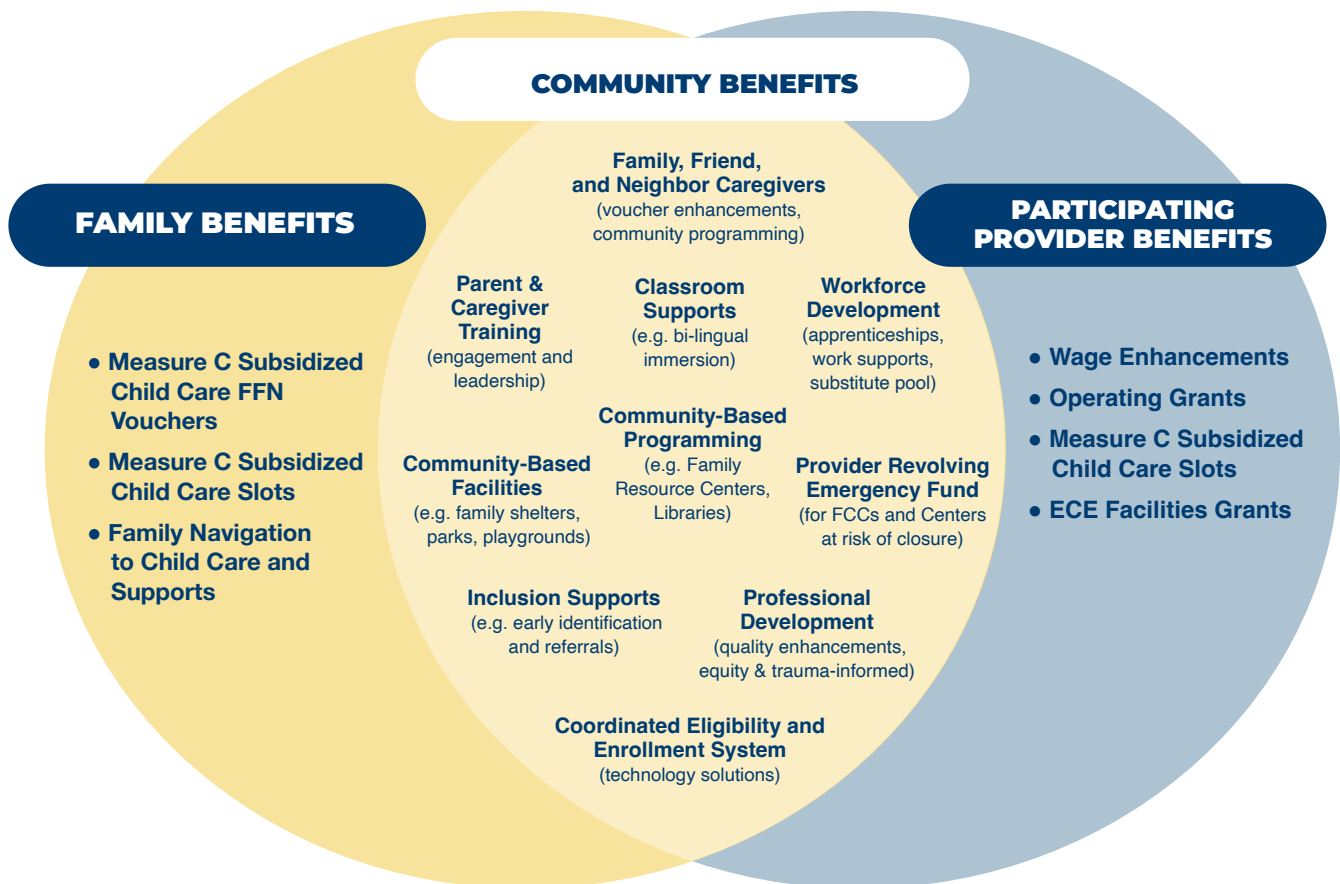 COMMUNITY BENEFITS
FAMILY BENEFITS
● Measure C Subsidized
Child Care FFN
Vouchers
● Measure C Subsidized
Child Care Slots
● Family Navigation
to Child Care and
Supports
Family, Friend,
and Neighbor Caregivers
(voucher enhancements,
community programming)
Parent &
Caregiver
Training
(engagement and
leadership)
Classroom
Supports
(e.g. bi-lingual
immersion)
Workforce
Development
(apprenticeships,
work supports,
substitute pool)
Community-Based
Programming
(e.g. Family
Resource Centers,
Libraries)
Community-Based
Facilities
(e.g. family shelters,
parks, playgrounds)
Provider Revolving
Emergency Fund
(for FCCs and Centers
at risk of closure)
Inclusion Supports
(e.g. early identification
and referrals)
Professional
Development
(quality enhancements,
equity & trauma-informed)
Coordinated Eligibility and
Enrollment System
(technology solutions)
PARTICIPATING
PROVIDER BENEFITS
● Wage Enhancements
● Operating Grants
● Measure C Subsidized
Child Care Slots
● ECE Facilities Grants